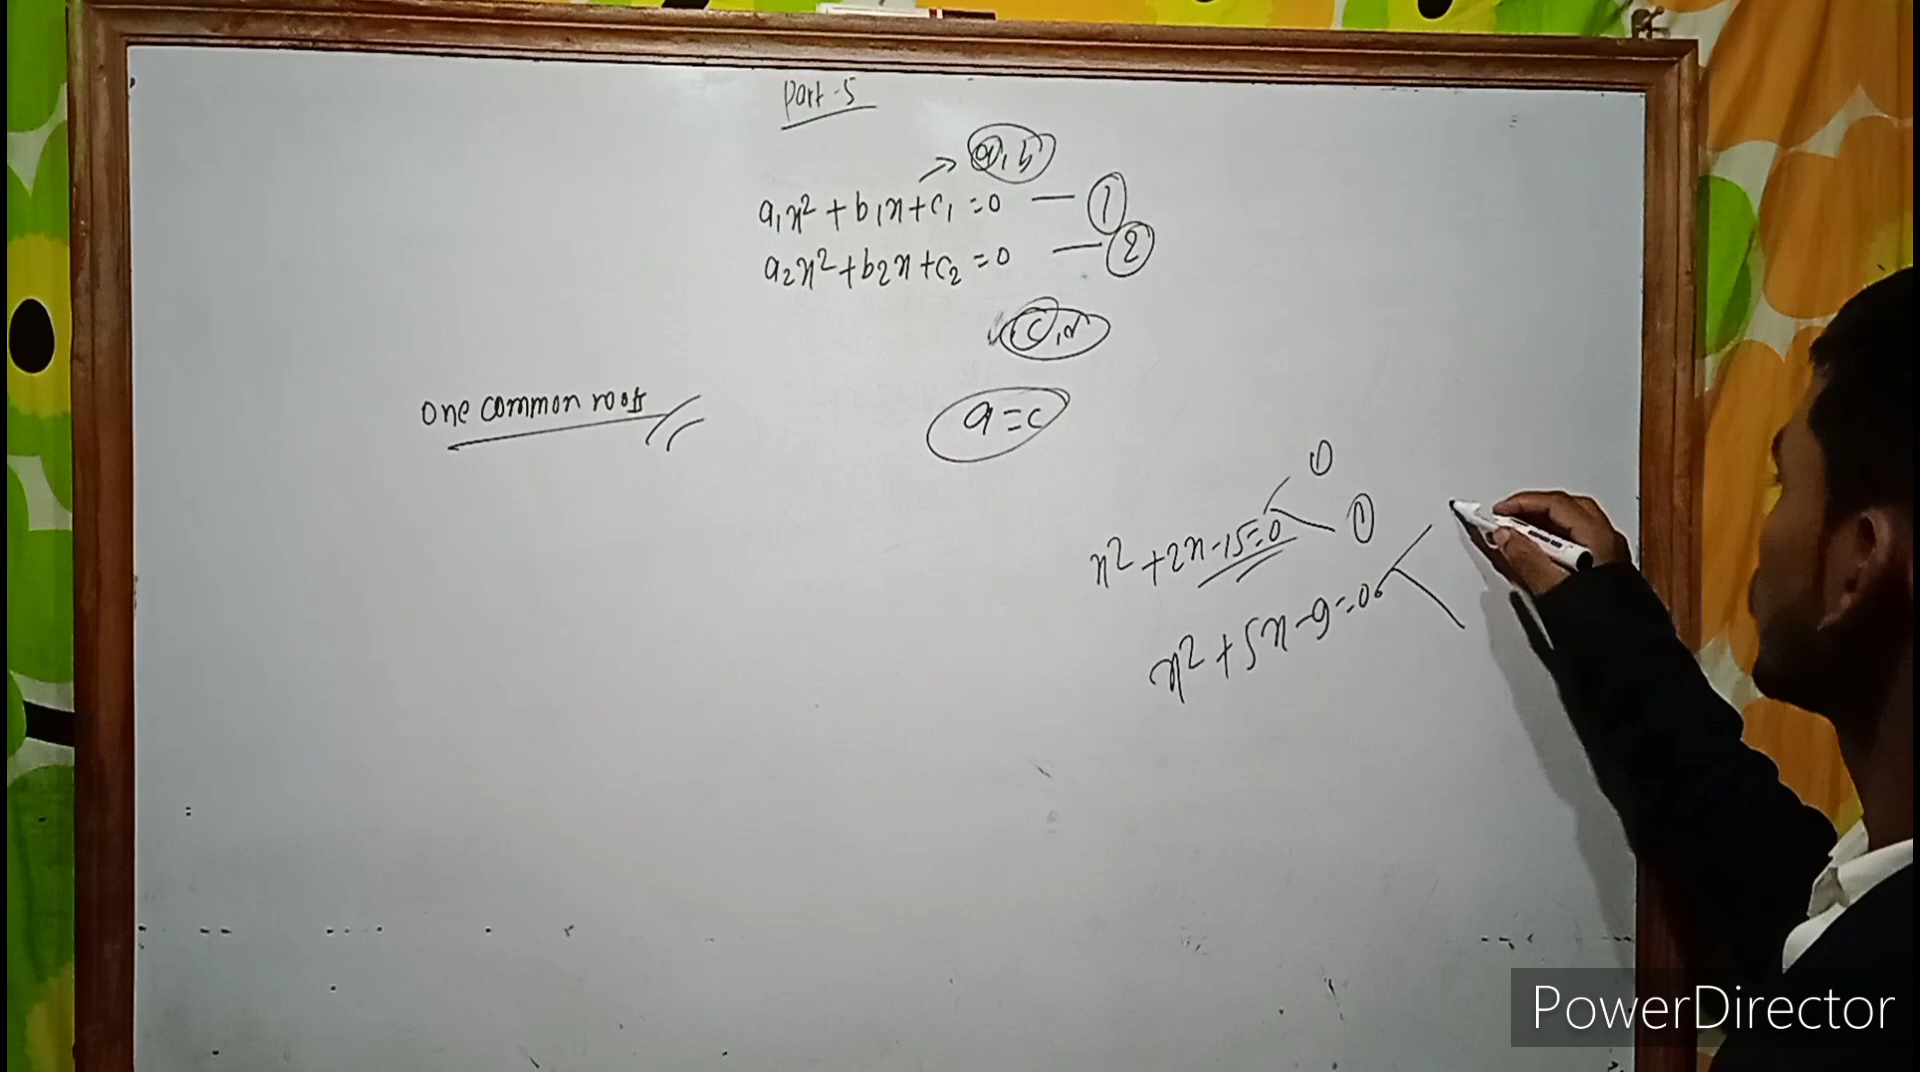 Part-5
a, b
a₁x² + b₁x + c₁ = 0 — ①
a₂x² + b₂x + c₂ = 0 — ②
c, d
one common roots
a = c
x² + 2x - 15 = 0
x² + 5x - 9 = 0
PowerDirector